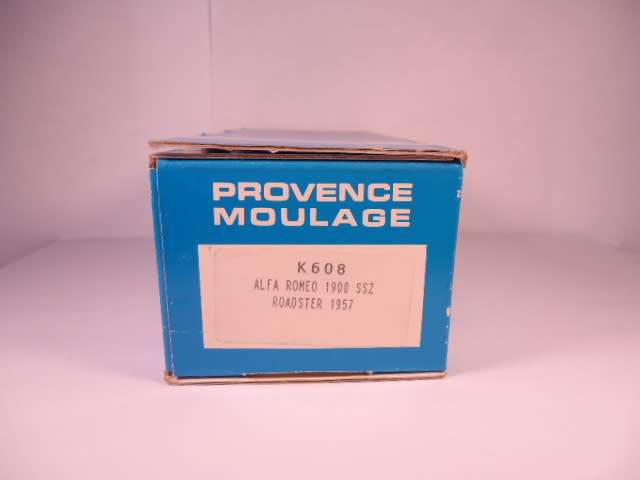 PROVENCE
MOULAGE
K608
ALFA ROMEO 1900 SSZ
ROADSTER 1957